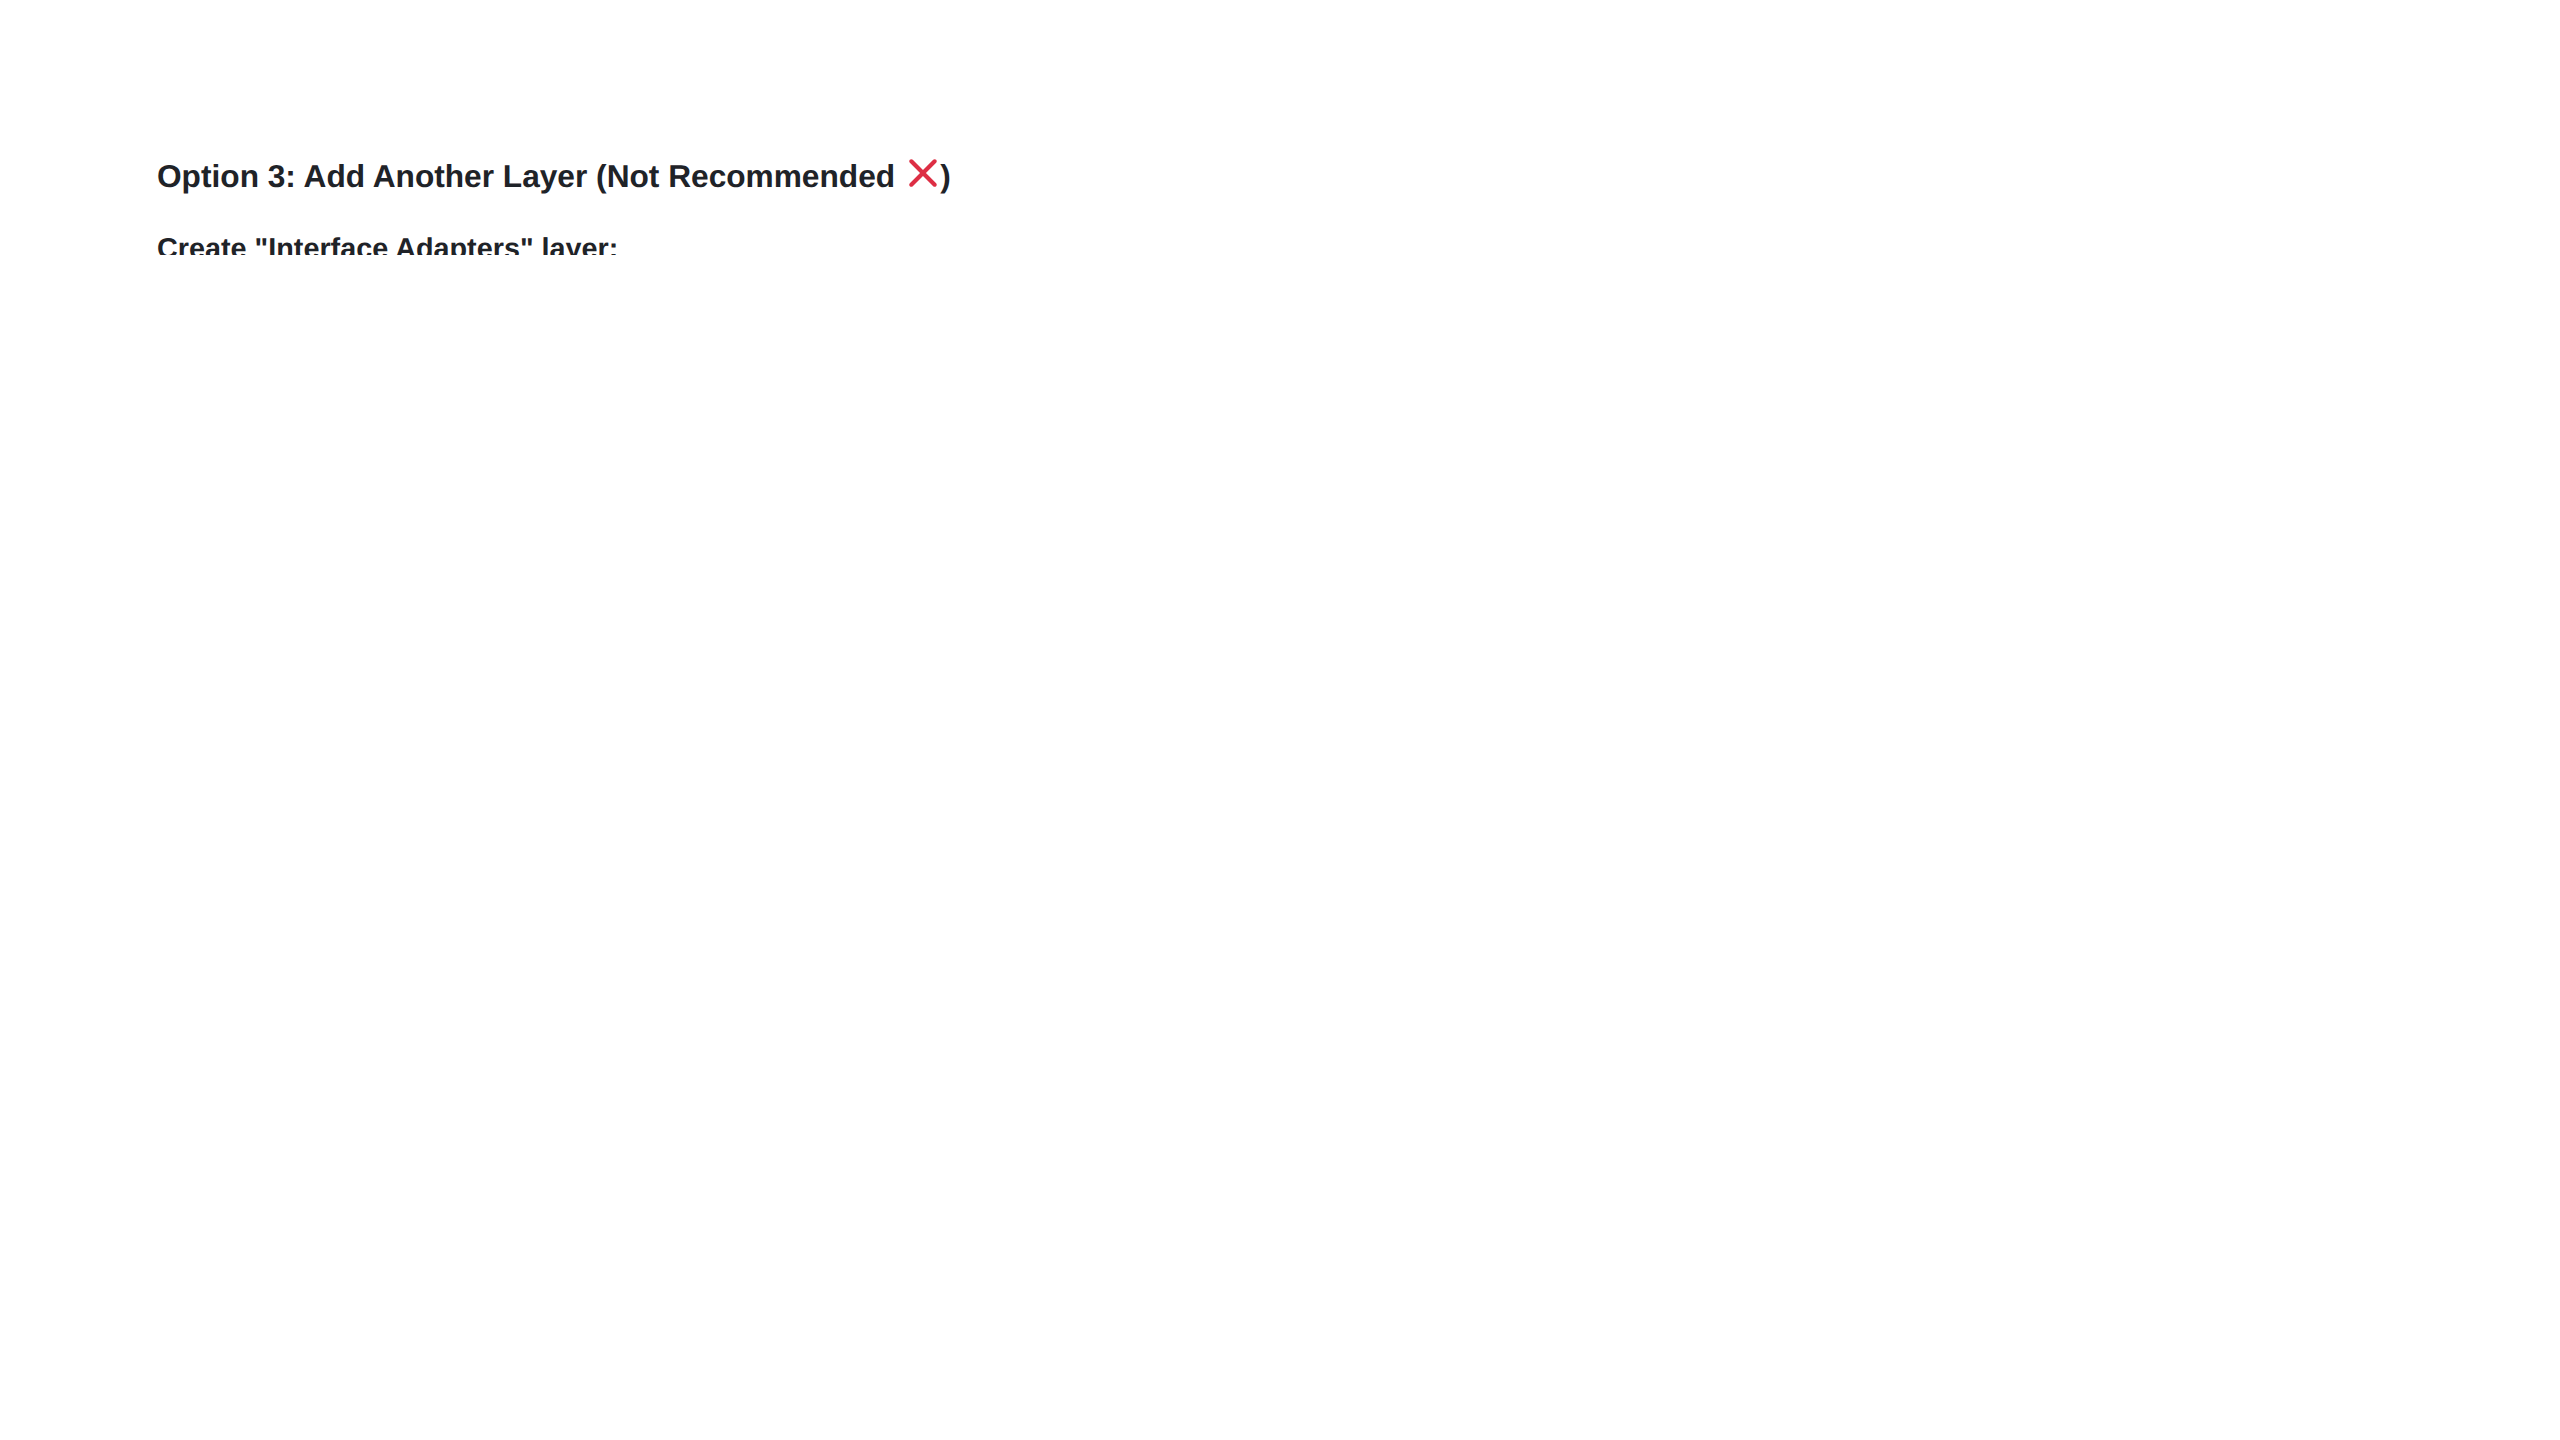 Option 3: Add Another Layer (Not Recommended ❌)
Create "Interface Adapters" layer: